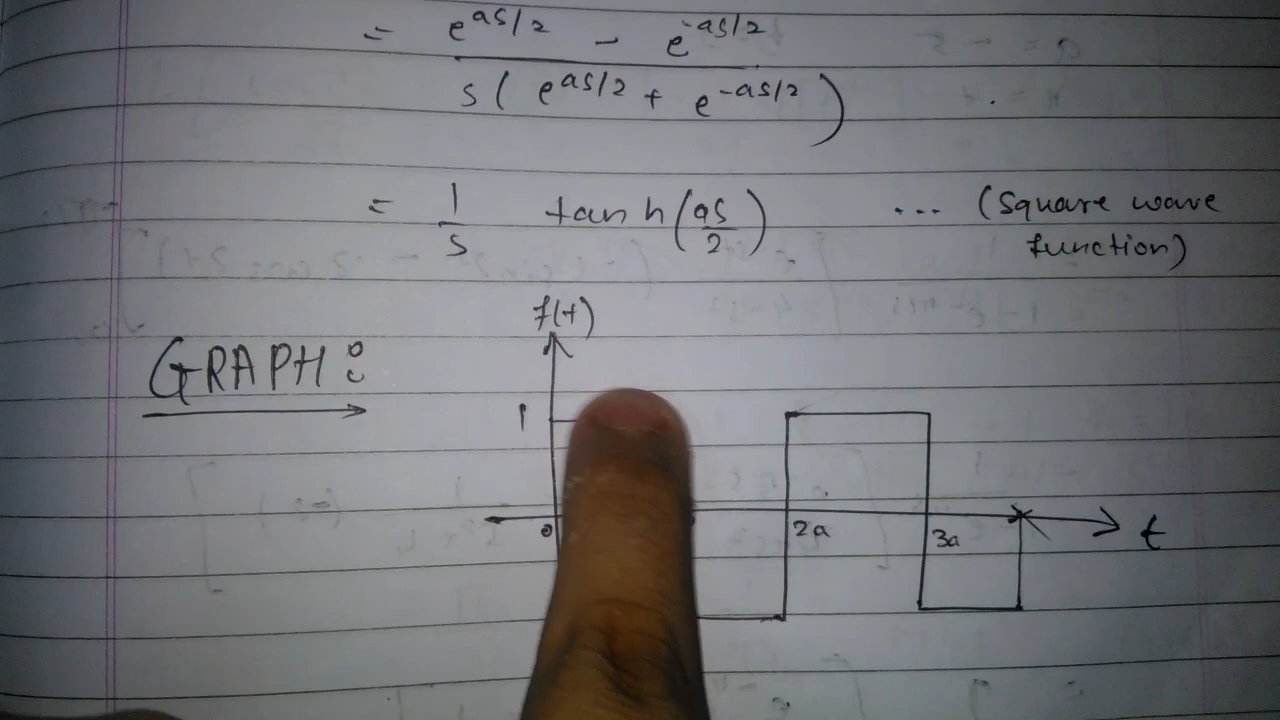 = e^{as/2} - e^{-as/2}
s ( e^{as/2} + e^{-as/2} )
= 1/s tan h (as/2) ... (square wave
function)
f(t)
GRAPH:
1
0 2a 3a t